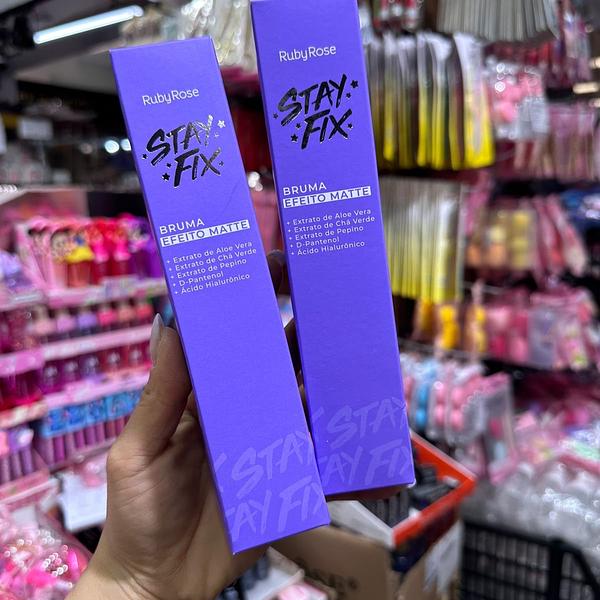 RubyRose
STAY
FIX
BRUMA
EFEITO MATTE
+ Extrato de Aloe Vera
+ Extrato de Chá Verde
+ Extrato de Pepino
+ D-Pantenol
+ Ácido Hialurônico
STAY
STAY FIX
RubyRose
STAY
FIX
BRUMA
EFEITO MATTE
+ Extrato de Aloe Vera
+ Extrato de Chá Verde
+ Extrato de Pepino
+ D-Pantenol
+ Ácido Hialurônico
STAY
STAY FIX